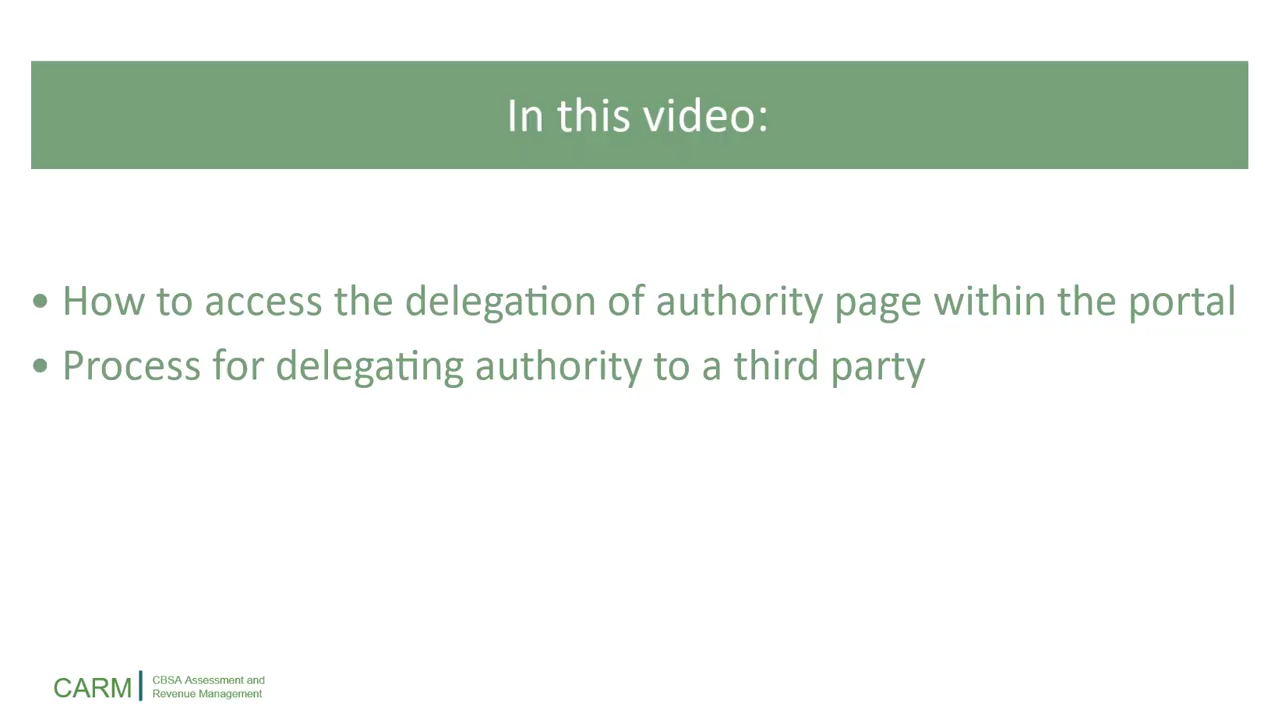 In this video:
• How to access the delegation of authority page within the portal
• Process for delegating authority to a third party
CARM
CBSA Assessment and
Revenue Management